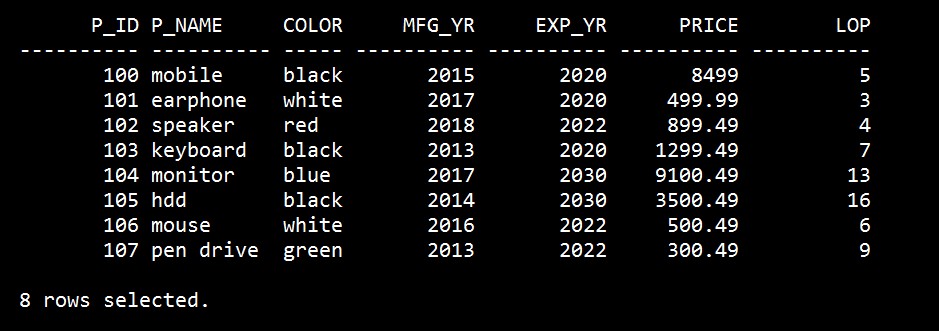 P_ID P_NAME COLOR MFG_YR EXP_YR PRICE LOP
---------- ---------- ----- ---------- ---------- ---------- ----------
100 mobile black 2015 2020 8499 5
101 earphone white 2017 2020 499.99 3
102 speaker red 2018 2022 899.49 4
103 keyboard black 2013 2020 1299.49 7
104 monitor blue 2017 2030 9100.49 13
105 hdd black 2014 2030 3500.49 16
106 mouse white 2016 2022 500.49 6
107 pen drive green 2013 2022 300.49 9
8 rows selected.